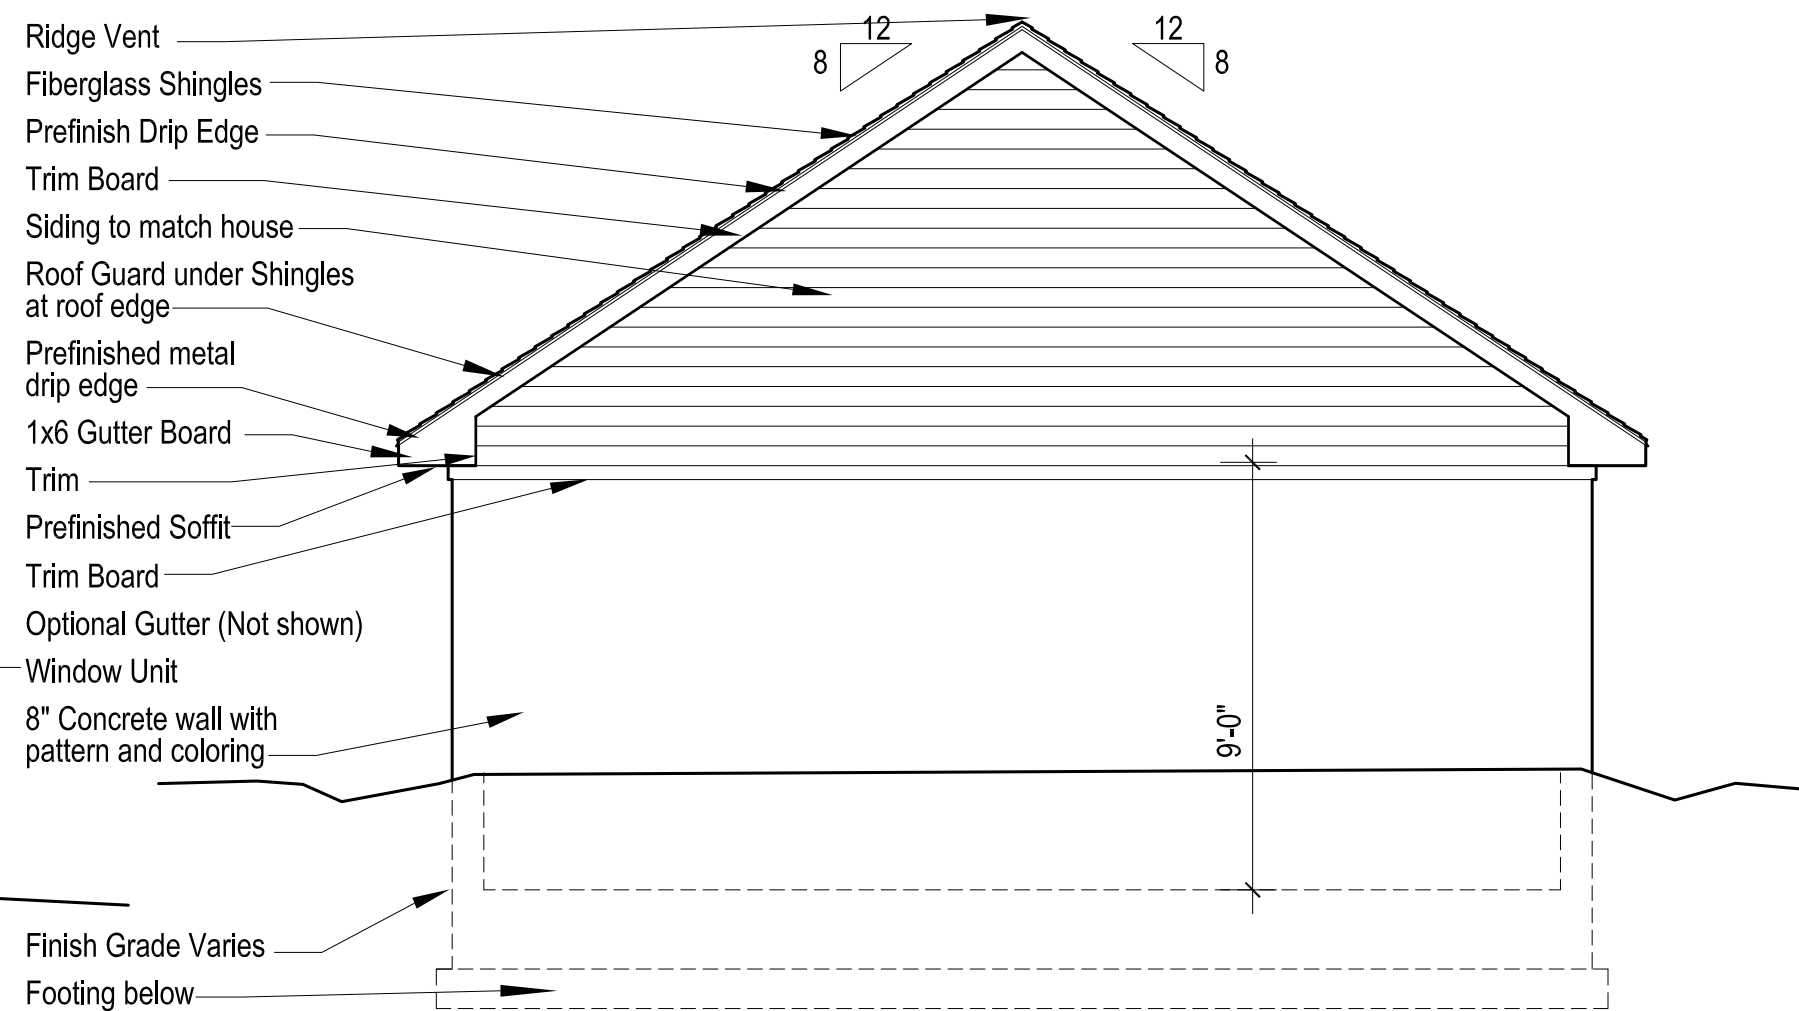 Ridge Vent
12
12
8
8
Fiberglass Shingles
Prefinish Drip Edge
Trim Board
Siding to match house
Roof Guard under Shingles
at roof edge
Prefinished metal
drip edge
1x6 Gutter Board
Trim
Prefinished Soffit
Trim Board
Optional Gutter (Not shown)
Window Unit
8" Concrete wall with
pattern and coloring
9'-0"
Finish Grade Varies
Footing below